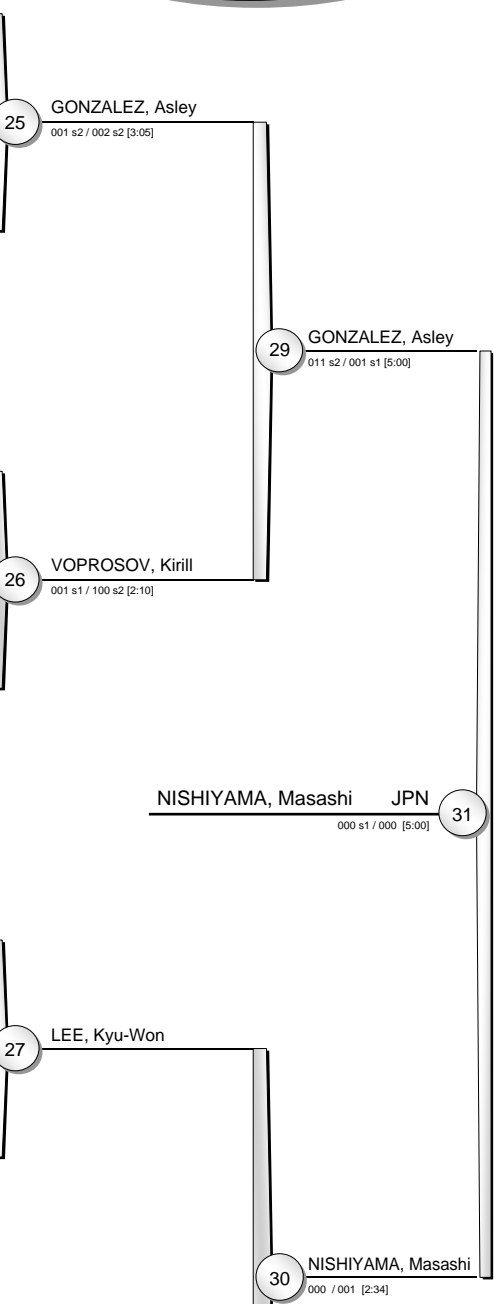 GONZALEZ, Asley
25
001 s2 / 002 s2 [3:05]
GONZALEZ, Asley
29
011 s2 / 001 s1 [5:00]
VOPROSOV, Kirill
26
001 s1 / 100 s2 [2:10]
NISHIYAMA, Masashi JPN
31
000 s1 / 000 [5:00]
LEE, Kyu-Won
27
NISHIYAMA, Masashi
30
000 / 001 [2:34]